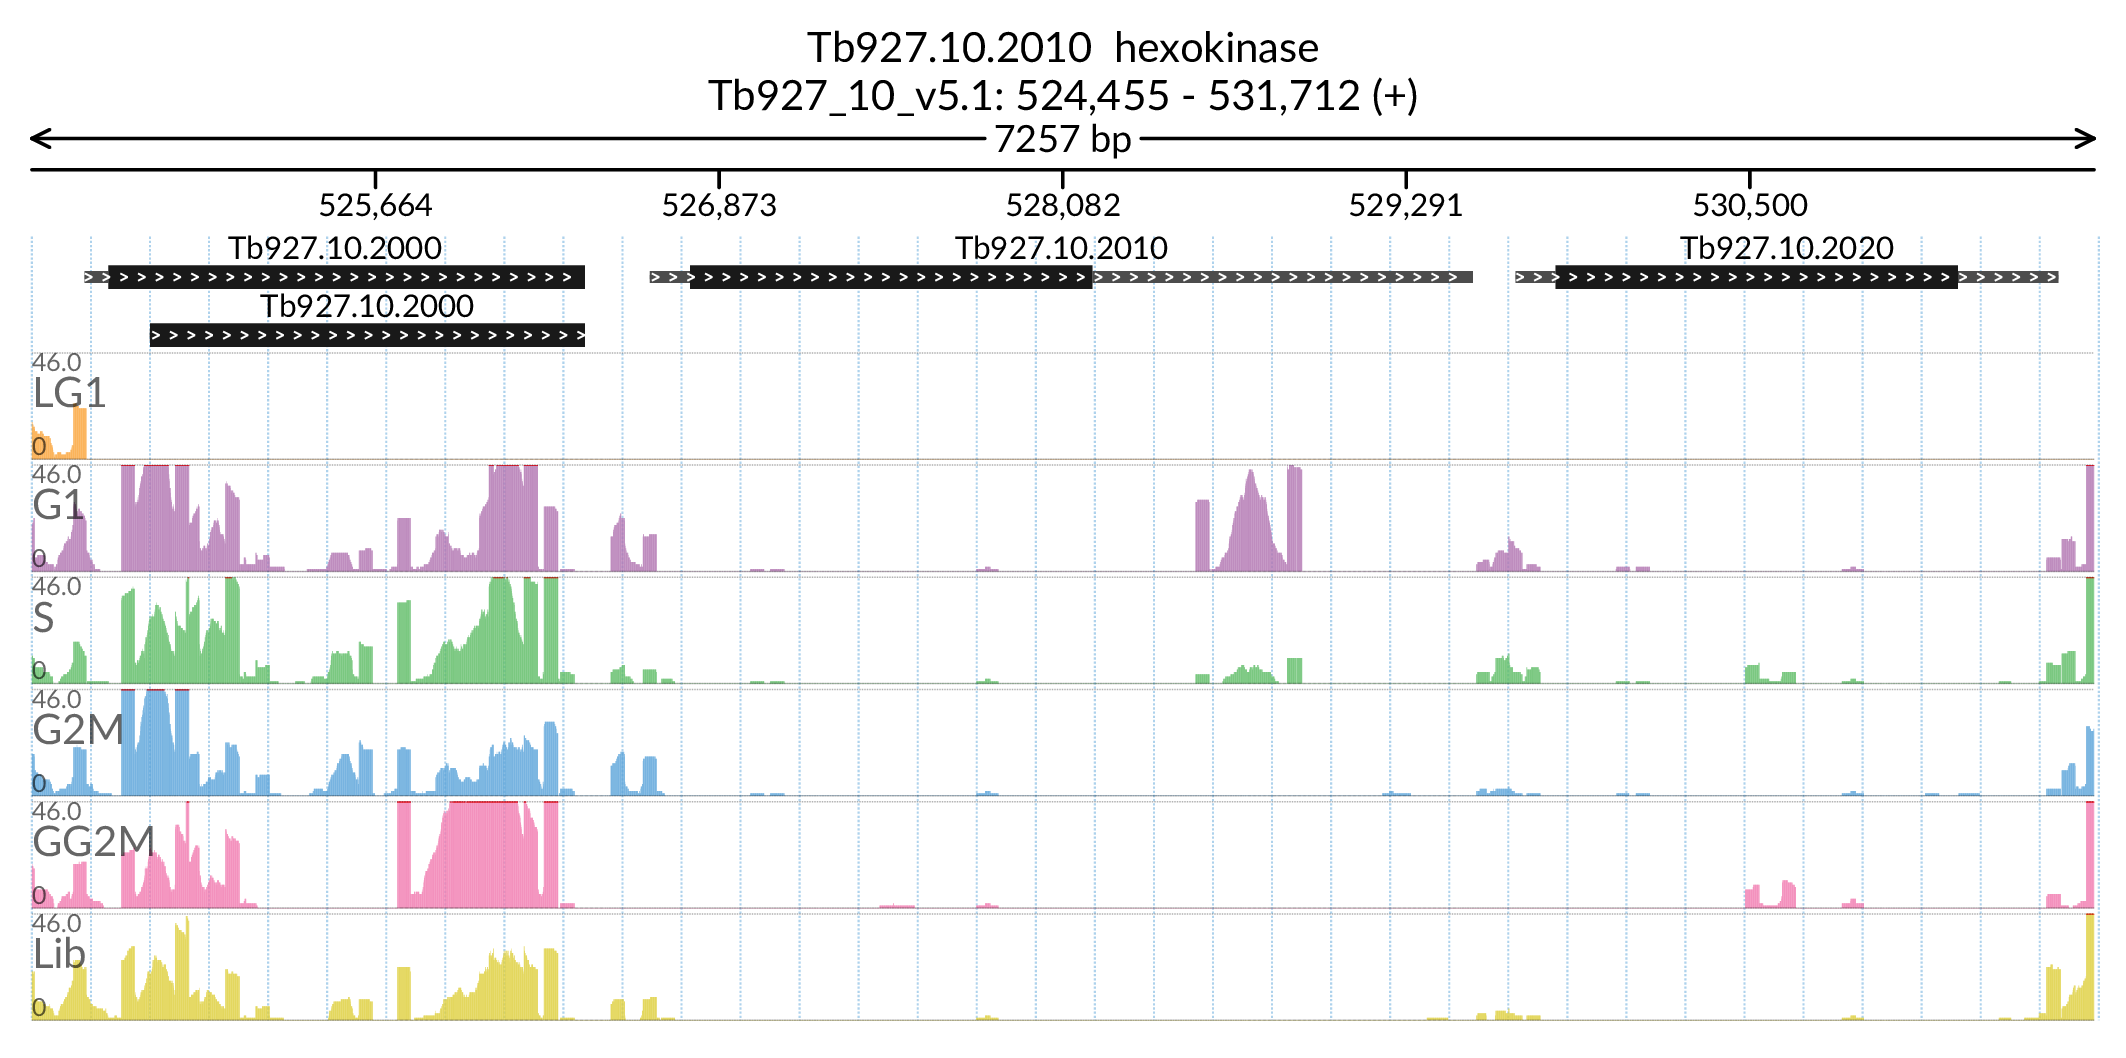 Tb927.10.2010  hexokinase
Tb927_10_v5.1: 524,455 - 531,712 (+)
7257 bp
525,664 526,873 528,082 529,291 530,500
Tb927.10.2000 Tb927.10.2010 Tb927.10.2020
Tb927.10.2000
46.0
LG1
0
46.0
G1
0
46.0
S
0
46.0
G2M
0
46.0
GG2M
0
46.0
Lib
0